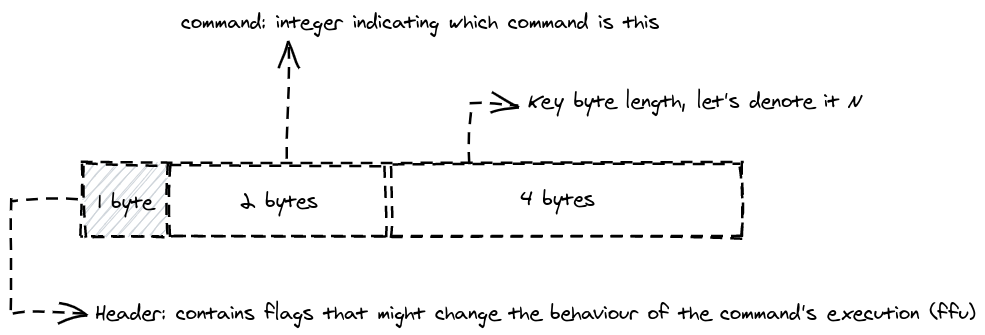 command: integer indicating which command is this
Key byte length, let's denote it N
1 byte
2 bytes
4 bytes
Header: contains flags that might change the behaviour of the command's execution (ffu)